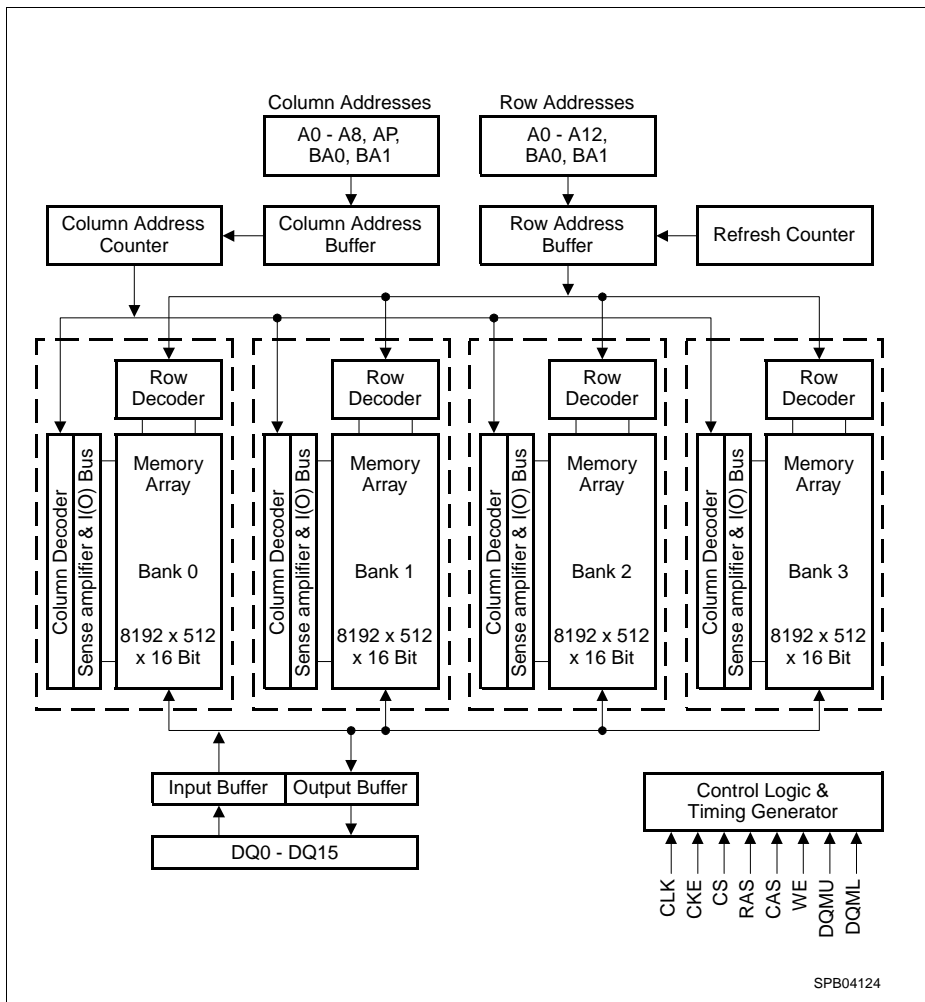 Column Addresses
A0 - A8, AP,
BA0, BA1
Row Addresses
A0 - A12,
BA0, BA1
Column Address
Counter
Column Address
Buffer
Row Address
Buffer
Refresh Counter
Row
Decoder
Column Decoder
Sense amplifier & I(O) Bus
Memory
Array
Bank 0
8192 x 512
x 16 Bit
Row
Decoder
Column Decoder
Sense amplifier & I(O) Bus
Memory
Array
Bank 1
8192 x 512
x 16 Bit
Row
Decoder
Column Decoder
Sense amplifier & I(O) Bus
Memory
Array
Bank 2
8192 x 512
x 16 Bit
Row
Decoder
Column Decoder
Sense amplifier & I(O) Bus
Memory
Array
Bank 3
8192 x 512
x 16 Bit
Input Buffer
Output Buffer
DQ0 - DQ15
Control Logic &
Timing Generator
CLK
CKE
CS
RAS
CAS
WE
DQMU
DQML
SPB04124